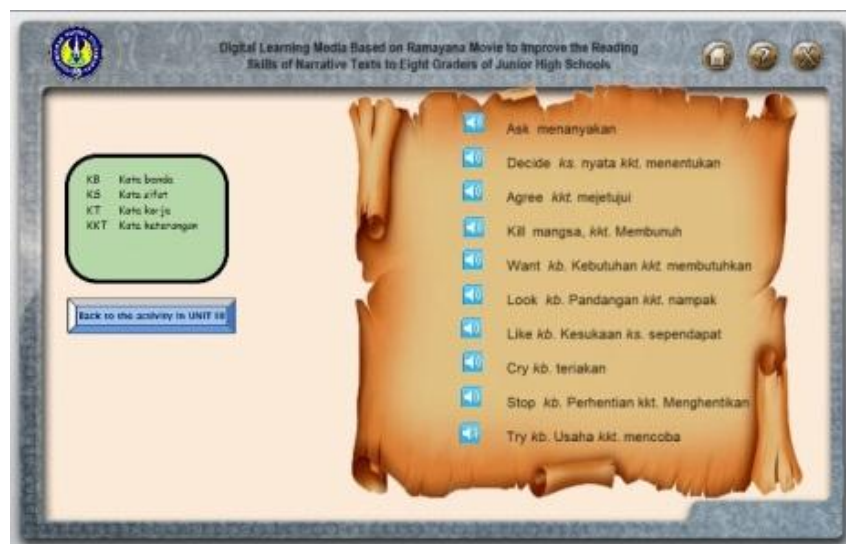 Digital Learning Media Based on Ramayana Movie to Improve the Reading
Skills of Narrative Texts to Eight Graders of Junior High Schools
KB Kata benda
KS Kata sifat
KT Kata kerja
KKT Kata keterangan
Back to the activity in UNIT III
Ask menanyakan
Decide ks. nyata kkt. menentukan
Agree kkt. mejetujui
Kill mangsa, kkt. Membunuh
Want kb. Kebutuhan kkt. membutuhkan
Look kb. Pandangan kkt. nampak
Like kb. Kesukaan ks. sependapat
Cry kb. teriakan
Stop kb. Perhentian kkt. Menghentikan
Try kb. Usaha kkt. mencoba